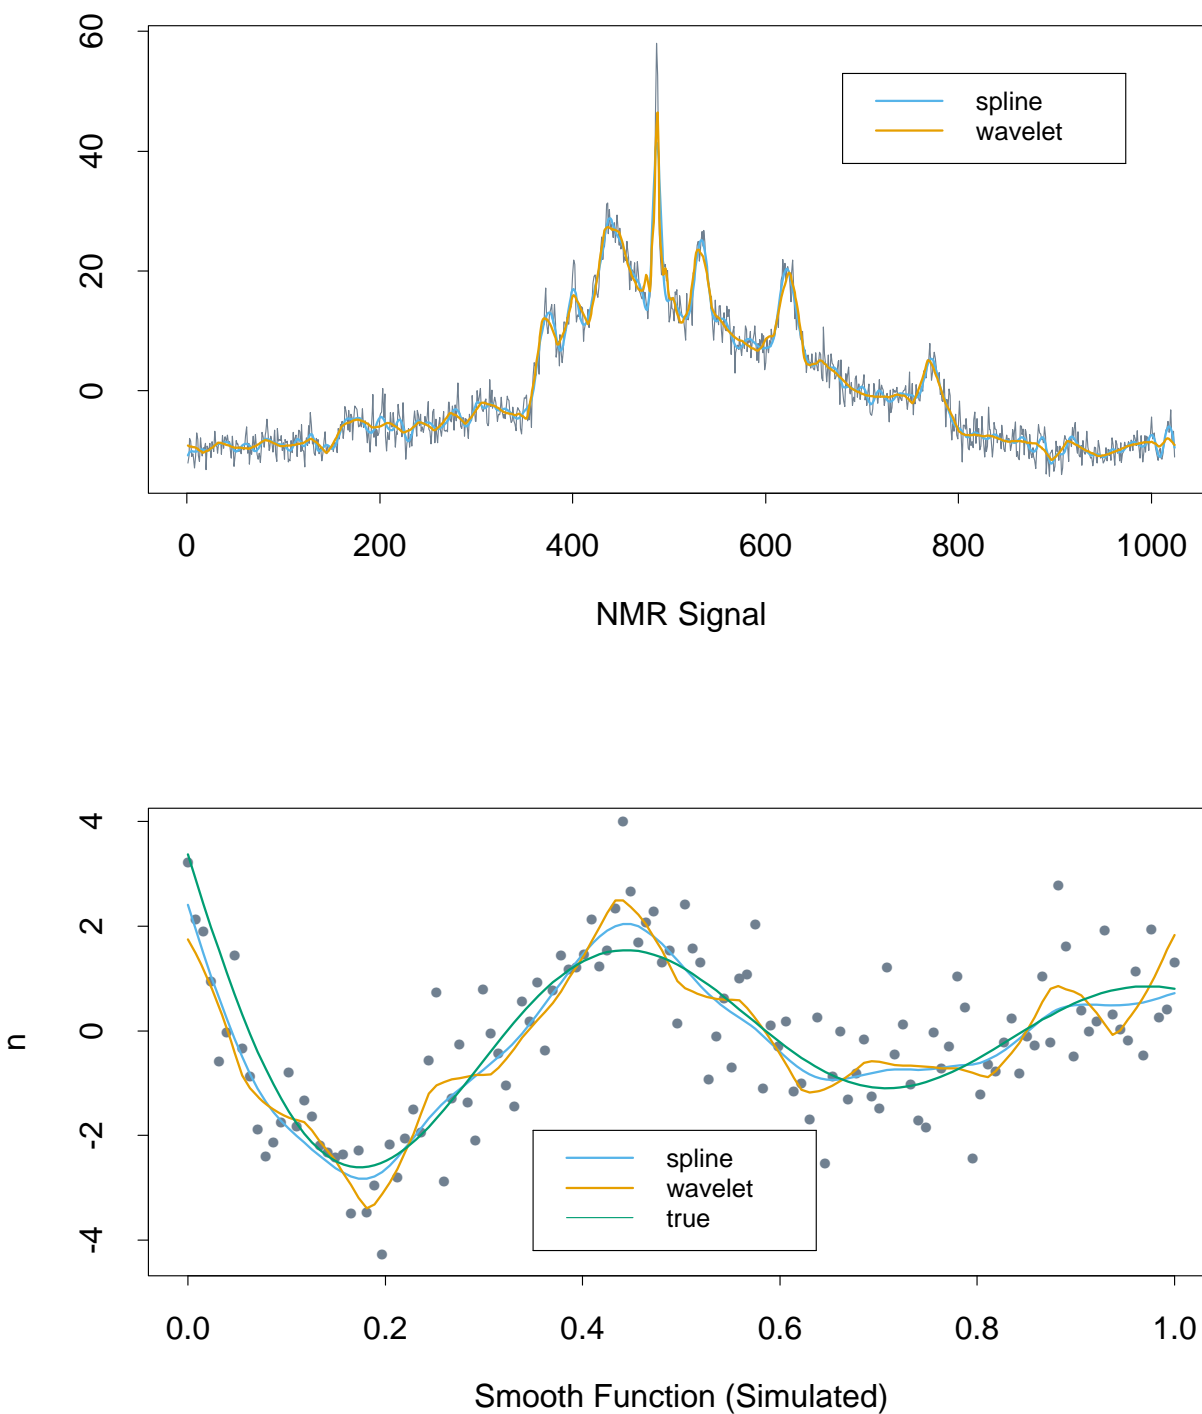 60
40
20
0
spline
wavelet
0 200 400 600 800 1000
NMR Signal
4
2
0
-2
-4
n
spline
wavelet
true
0.0 0.2 0.4 0.6 0.8 1.0
Smooth Function (Simulated)